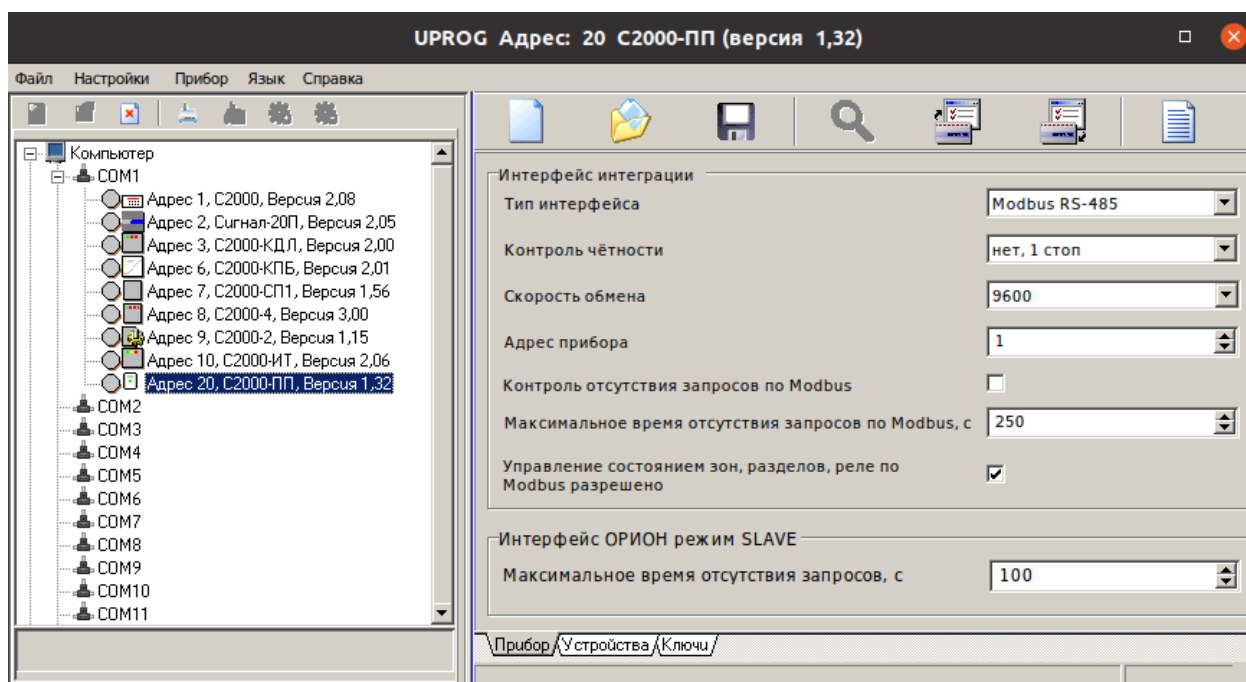 UPROG Адрес: 20 С2000-ПП (версия 1,32)
Файл Настройки Прибор Язык Справка
Компьютер
COM1
Адрес 1, С2000, Версия 2,08
Адрес 2, Сигнал-20П, Версия 2,05
Адрес 3, С2000-КДЛ, Версия 2,00
Адрес 6, С2000-КПБ, Версия 2,01
Адрес 7, С2000-СП1, Версия 1,56
Адрес 8, С2000-4, Версия 3,00
Адрес 9, С2000-2, Версия 1,15
Адрес 10, С2000-ИТ, Версия 2,06
Адрес 20, С2000-ПП, Версия 1,32
COM2
COM3
COM4
COM5
COM6
COM7
COM8
COM9
COM10
COM11
Интерфейс интеграции
Тип интерфейса Modbus RS-485
Контроль чётности нет, 1 стоп
Скорость обмена 9600
Адрес прибора 1
Контроль отсутствия запросов по Modbus
Максимальное время отсутствия запросов по Modbus, с 250
Управление состоянием зон, разделов, реле по
Modbus разрешено
Интерфейс ОРИОН режим SLAVE
Максимальное время отсутствия запросов, с 100
Прибор Устройства Ключи